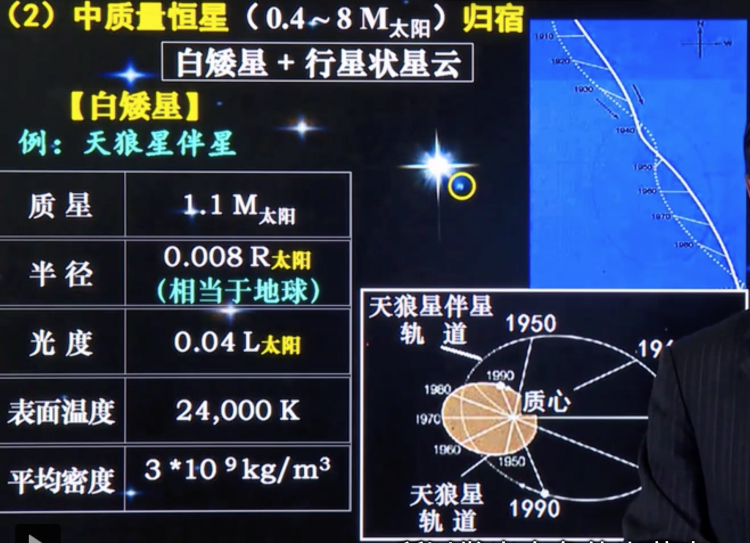 （2）中质量恒星（0.4～8 M太阳）归宿
白矮星 + 行星状星云
【白矮星】
例：天狼星伴星
质 星 1.1 M太阳
半 径 0.008 R太阳
（相当于地球）
光 度 0.04 L太阳
表面温度 24,000 K
平均密度 3 *10 9 kg/m3
N
W
1910
1920
1930
1940
1950
1960
1970
1980
天狼星伴星
轨 道
1950
194
1990
1980
质心
1970
1960
1950
天狼星
轨 道
1990